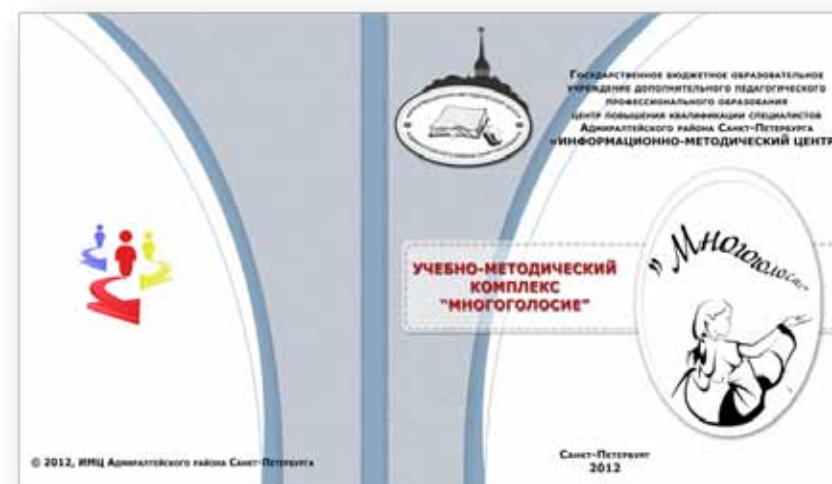 Государственное бюджетное образовательное
учреждение дополнительного педагогического
профессионального образования
центр повышения квалификации специалистов
Адмиралтейского района Санкт-Петербурга
«ИНФОРМАЦИОННО-МЕТОДИЧЕСКИЙ ЦЕНТР
УЧЕБНО-МЕТОДИЧЕСКИЙ
КОМПЛЕКС
"МНОГОГОЛОСИЕ"
"Многоголосие"
© 2012, ИМЦ Адмиралтейского района Санкт-Петербурга
Санкт-Петербург
2012